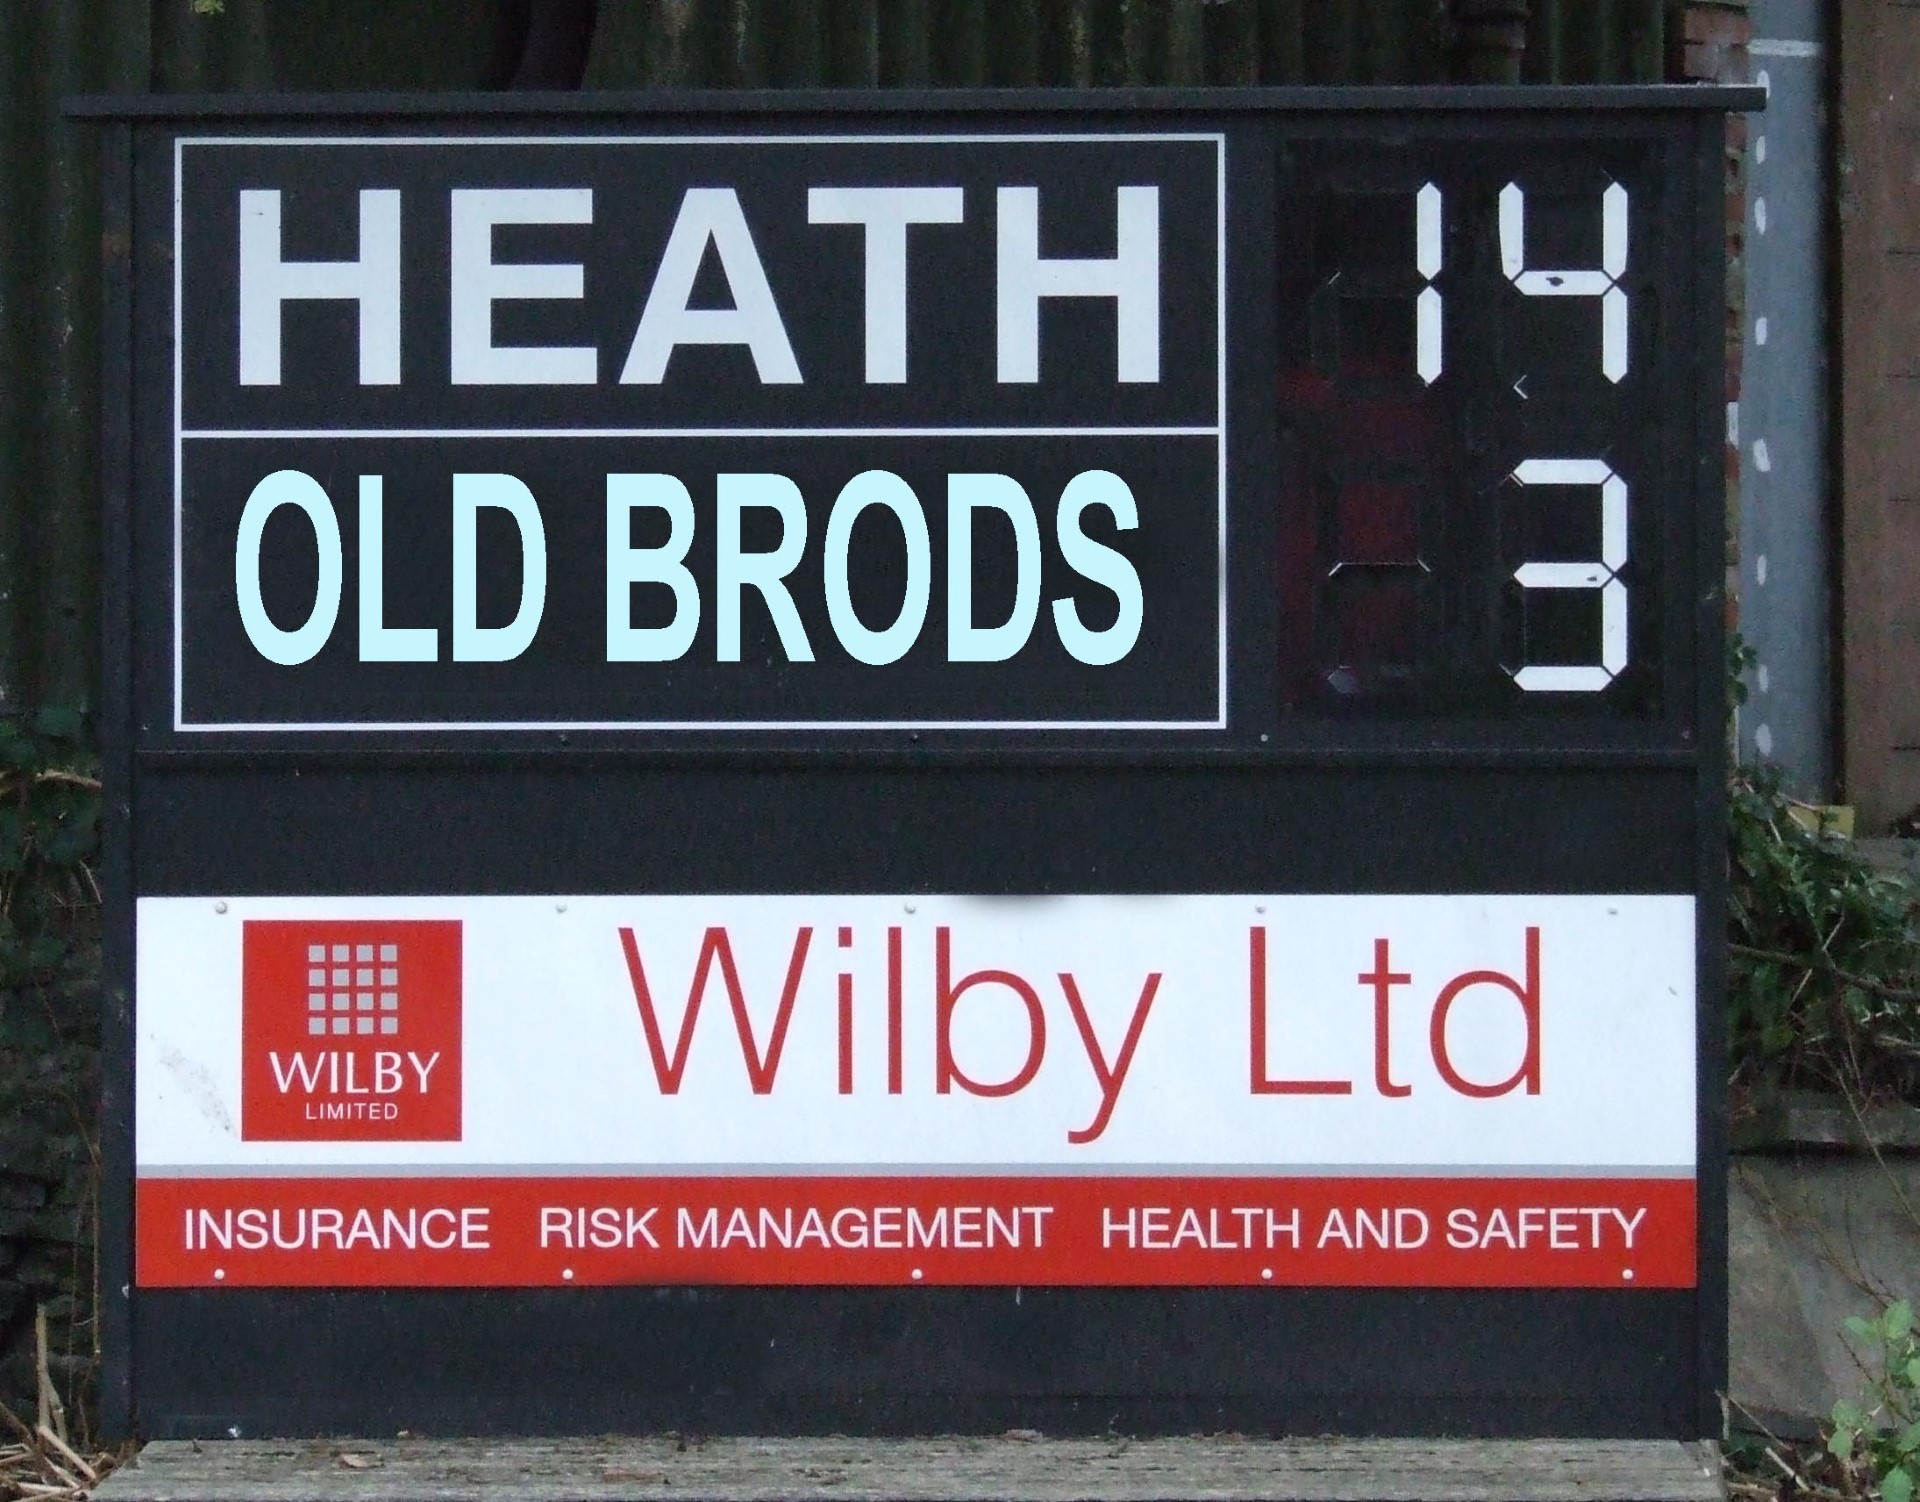 HEATH 14
OLD BRODS 3
WILBY
LIMITED
Wilby Ltd
INSURANCE RISK MANAGEMENT HEALTH AND SAFETY